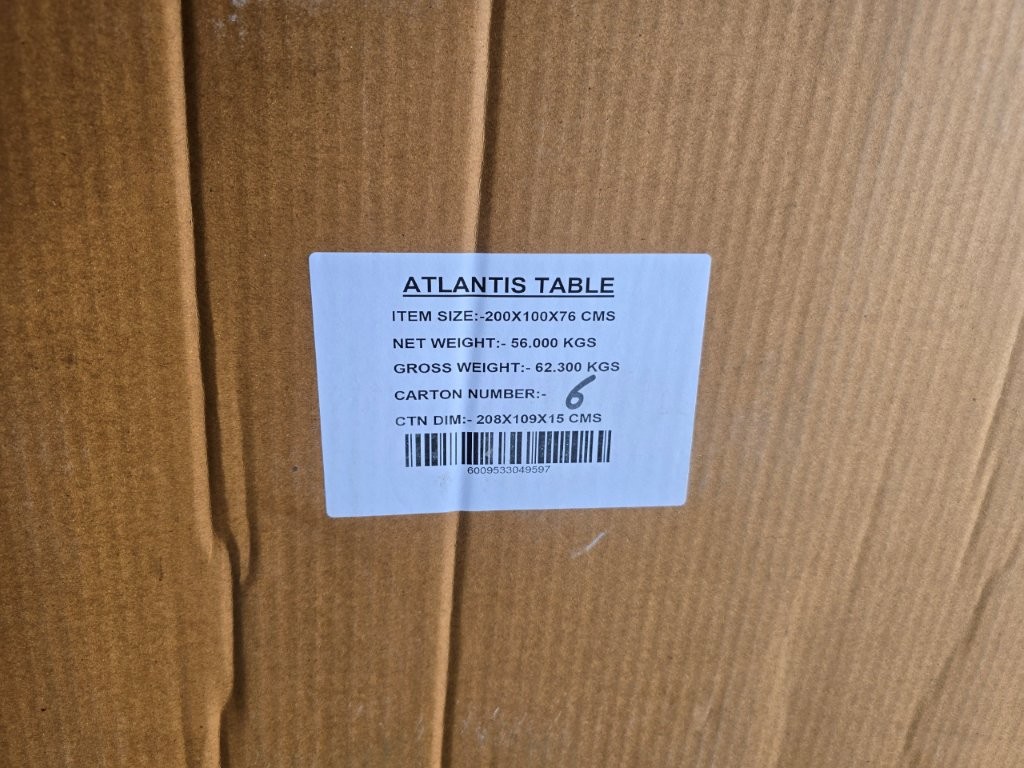 ATLANTIS TABLE
ITEM SIZE:-200X100X76 CMS
NET WEIGHT:- 56.000 KGS
GROSS WEIGHT:- 62.300 KGS
CARTON NUMBER:- 6
CTN DIM:- 208X109X15 CMS
6009533049597